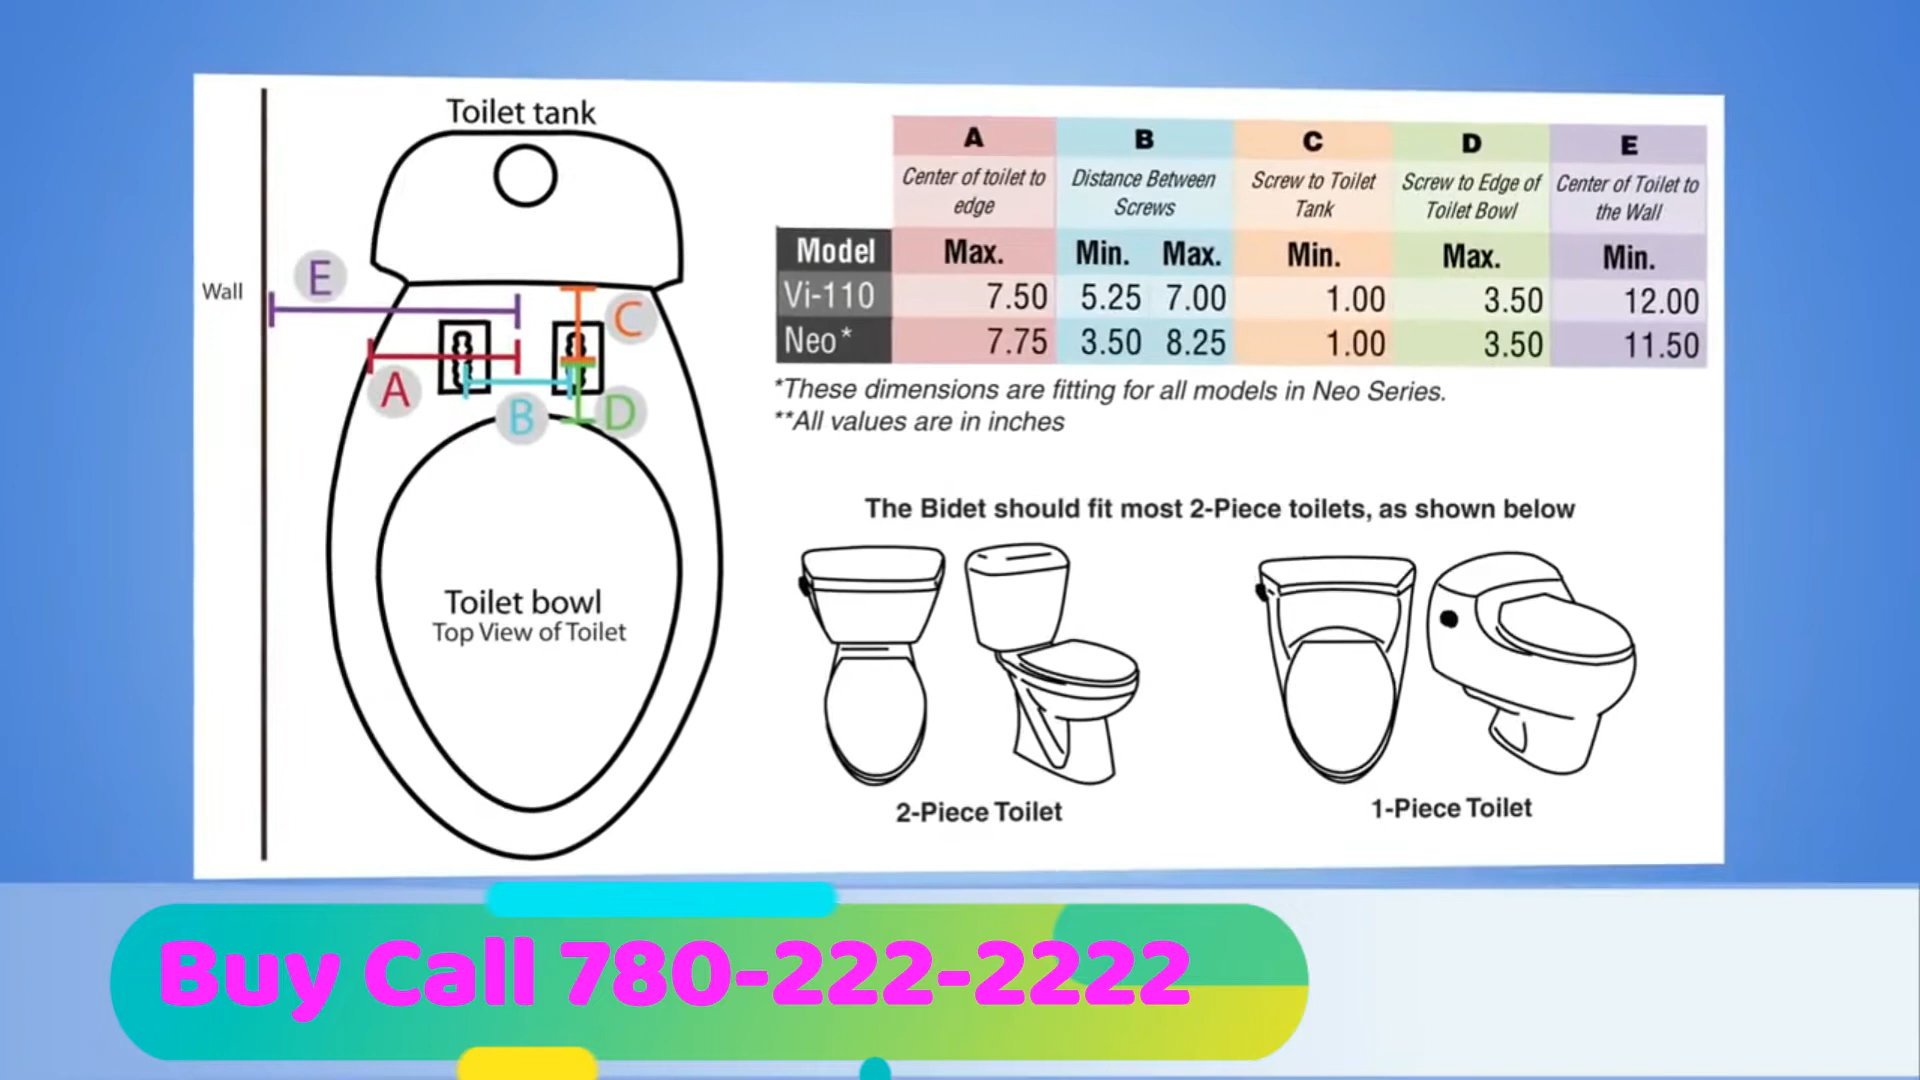 Toilet tank
Wall
E
C
A
B
D
Toilet bowl
Top View of Toilet
A B C D E
Center of toilet to edge Distance Between Screws Screw to Toilet Tank Screw to Edge of Toilet Bowl Center of Toilet to the Wall
Model Max. Min. Max. Min. Max. Min.
Vi-110 7.50 5.25 7.00 1.00 3.50 12.00
Neo* 7.75 3.50 8.25 1.00 3.50 11.50
*These dimensions are fitting for all models in Neo Series.
**All values are in inches
The Bidet should fit most 2-Piece toilets, as shown below
2-Piece Toilet 1-Piece Toilet
Buy Call 780-222-2222